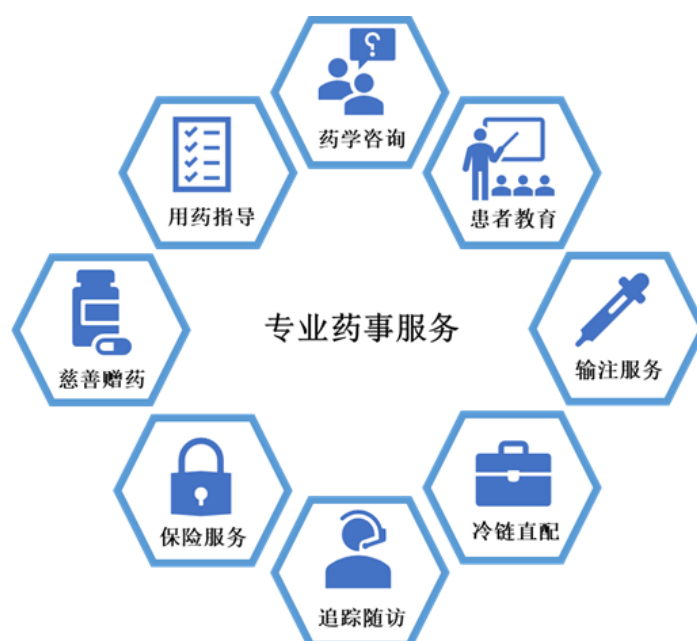 药学咨询
用药指导
患者教育
慈善赠药
专业药事服务
输注服务
保险服务
冷链直配
追踪随访